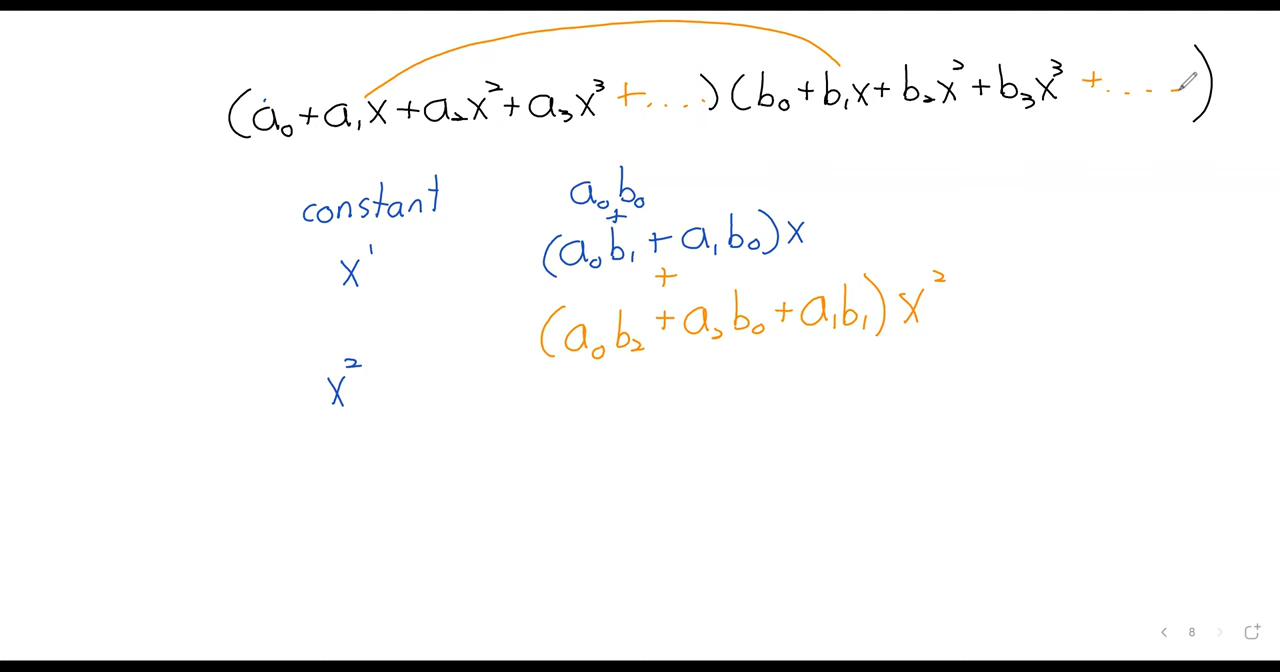 (a₀ + a₁x + a₂x² + a₃x³ + ....) (b₀ + b₁x + b₂x² + b₃x³ + .... )
constant a₀b₀
+
x¹ (a₀b₁ + a₁b₀)x
+
(a₀b₂ + a₂b₀ + a₁b₁) x²
x²
< 8 >